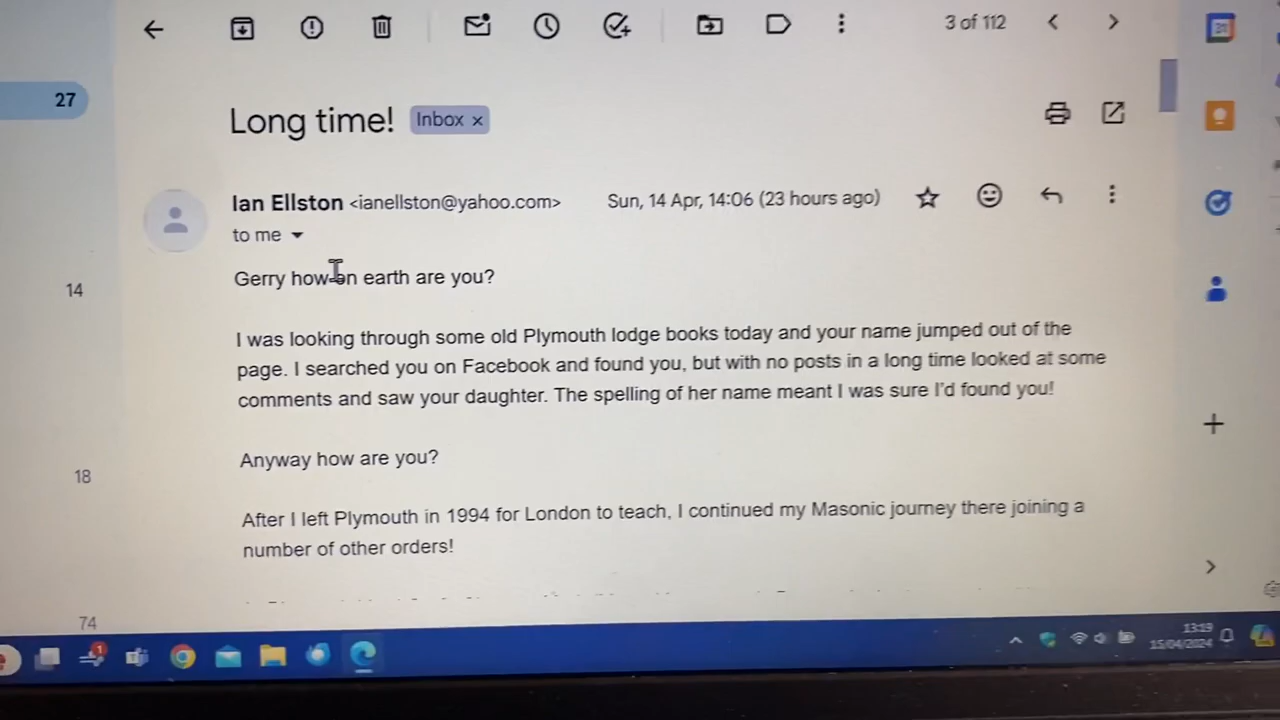 3 of 112
27
Long time! Inbox ×
Ian Ellston <ianellston@yahoo.com> Sun, 14 Apr, 14:06 (23 hours ago)
to me
Gerry how on earth are you?
14
I was looking through some old Plymouth lodge books today and your name jumped out of the
page. I searched you on Facebook and found you, but with no posts in a long time looked at some
comments and saw your daughter. The spelling of her name meant I was sure I'd found you!
Anyway how are you?
18
After I left Plymouth in 1994 for London to teach, I continued my Masonic journey there joining a
number of other orders!
74
13:19
15/04/2024